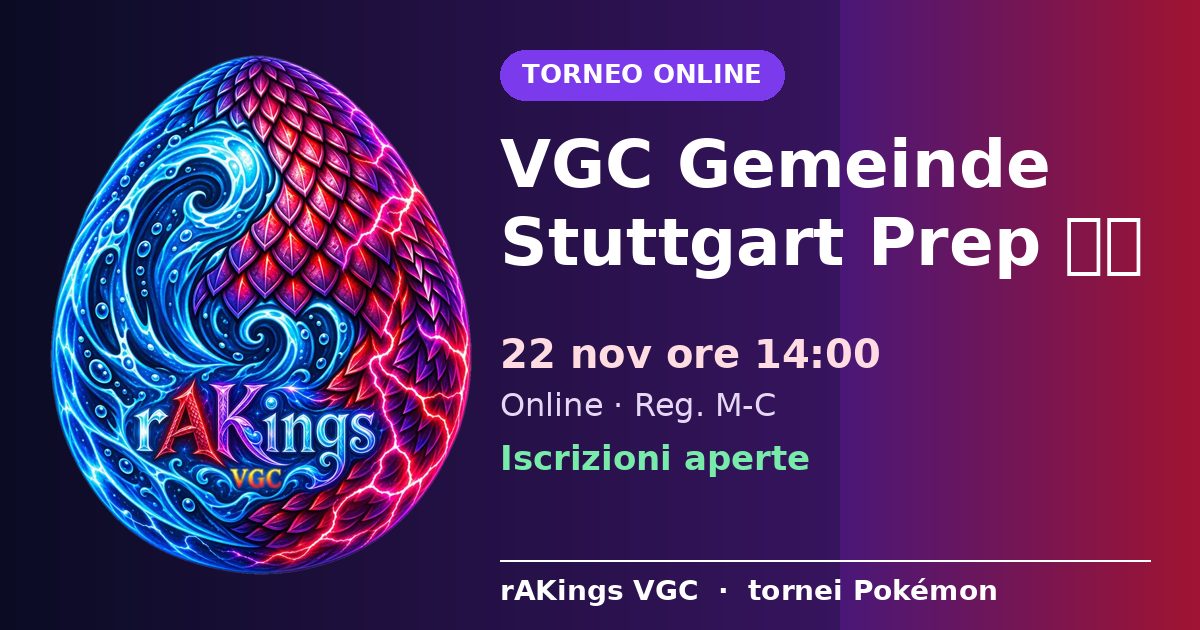 TORNEO ONLINE
VGC Gemeinde
Stuttgart Prep
22 nov ore 14:00
Online · Reg. M-C
Iscrizioni aperte
rAKings
VGC
rAKings VGC · tornei Pokémon